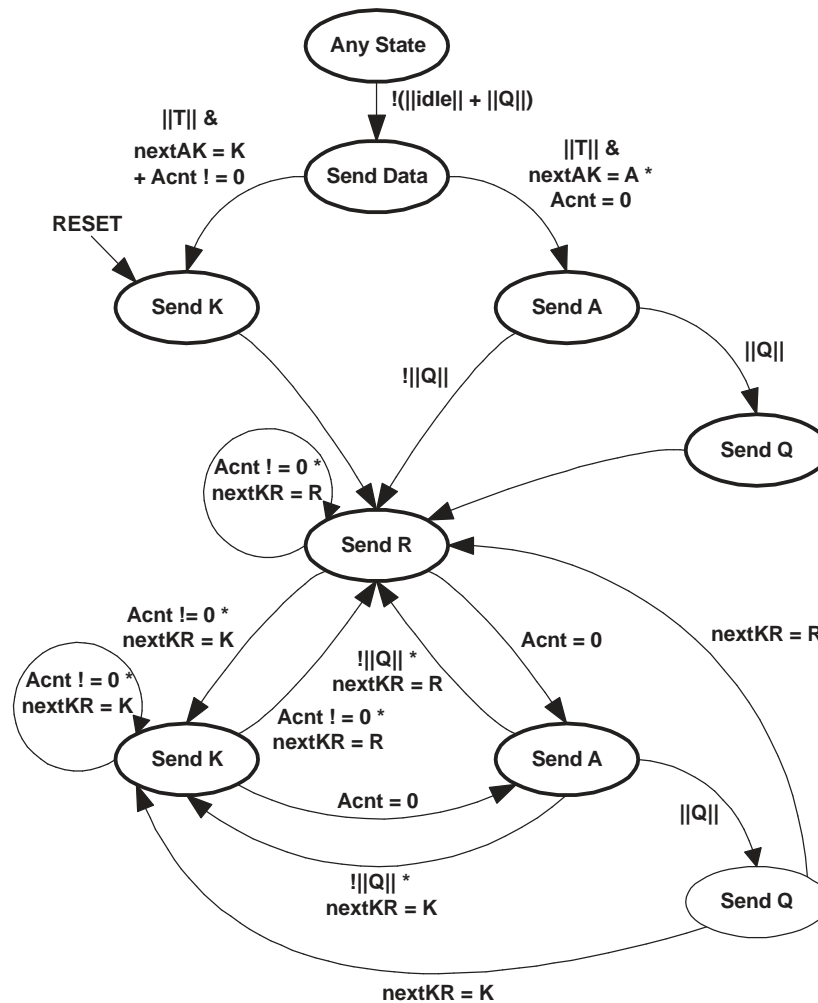 Any State
!(||idle|| + ||Q||)
||T|| &
nextAK = K
+ Acnt ! = 0
Send Data
||T|| &
nextAK = A *
Acnt = 0
RESET
Send K
Send A
||Q||
!||Q||
Send Q
Acnt ! = 0 *
nextKR = R
Send R
Acnt != 0 *
nextKR = K
Acnt = 0
nextKR = R
!||Q|| *
nextKR = R
Acnt ! = 0 *
nextKR = K
Acnt ! = 0 *
nextKR = R
Send K
Send A
Acnt = 0
||Q||
!||Q|| *
nextKR = K
Send Q
nextKR = K